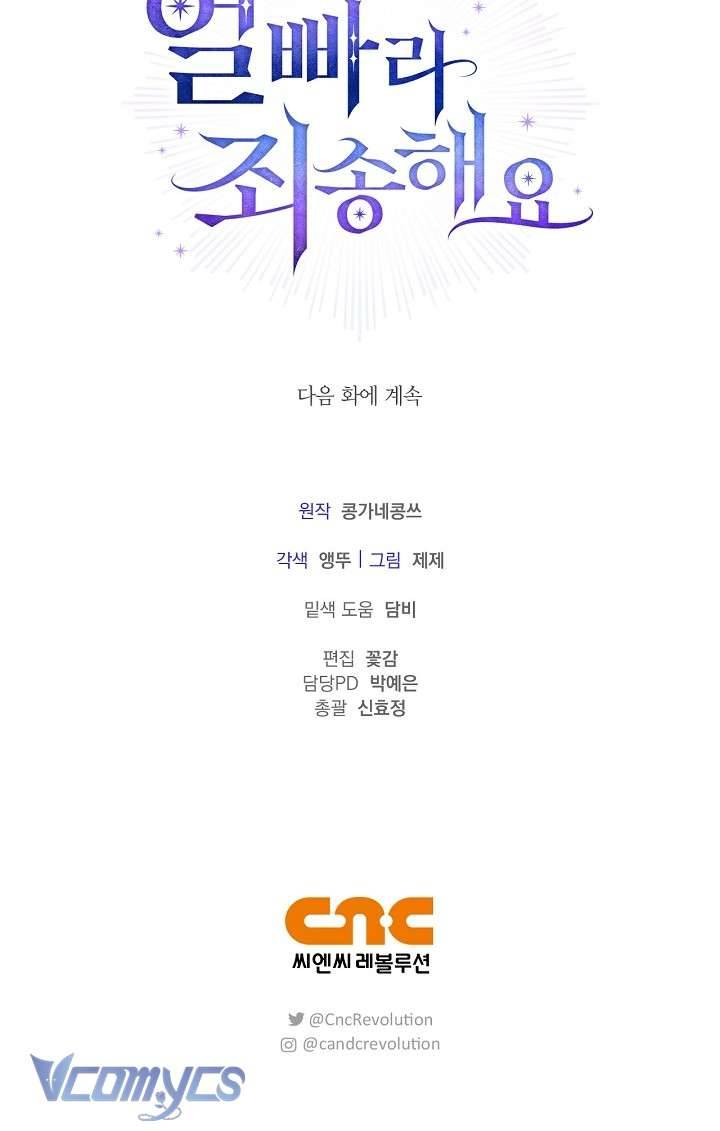 얼빠라
죄송해요
다음 화에 계속
원작 콩가네콩쓰
각색 앵뚜 | 그림 제제
밑색 도움 담비
편집 꽃감
담당PD 박예은
총괄 신효정
cnc
씨엔씨레볼루션
@CncRevolution
@candcrevolution
Vcomycs